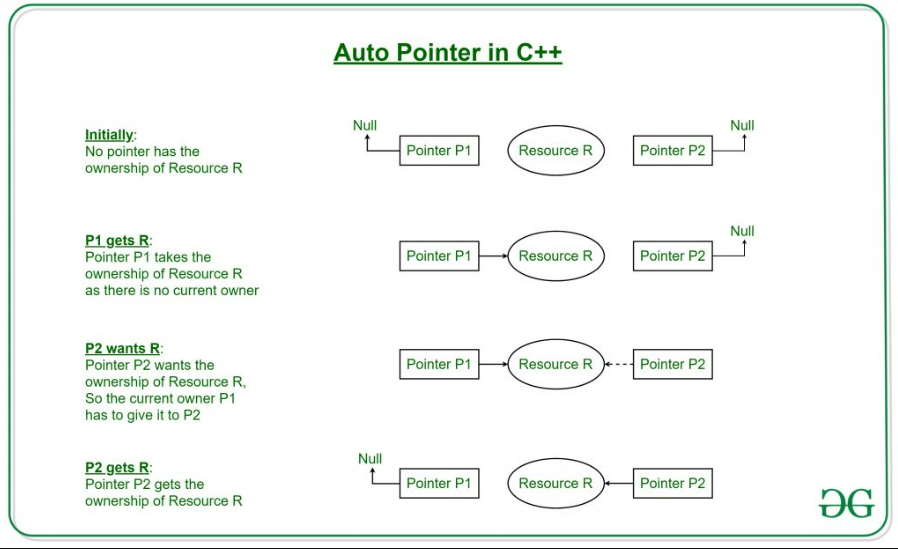 Auto Pointer in C++
Initially:
No pointer has the
ownership of Resource R
Null
Pointer P1
Resource R
Pointer P2
Null
P1 gets R:
Pointer P1 takes the
ownership of Resource R
as there is no current owner
Pointer P1
Resource R
Pointer P2
Null
P2 wants R:
Pointer P2 wants the
ownership of Resource R,
So the current owner P1
has to give it to P2
Pointer P1
Resource R
Pointer P2
P2 gets R:
Pointer P2 gets the
ownership of Resource R
Null
Pointer P1
Resource R
Pointer P2